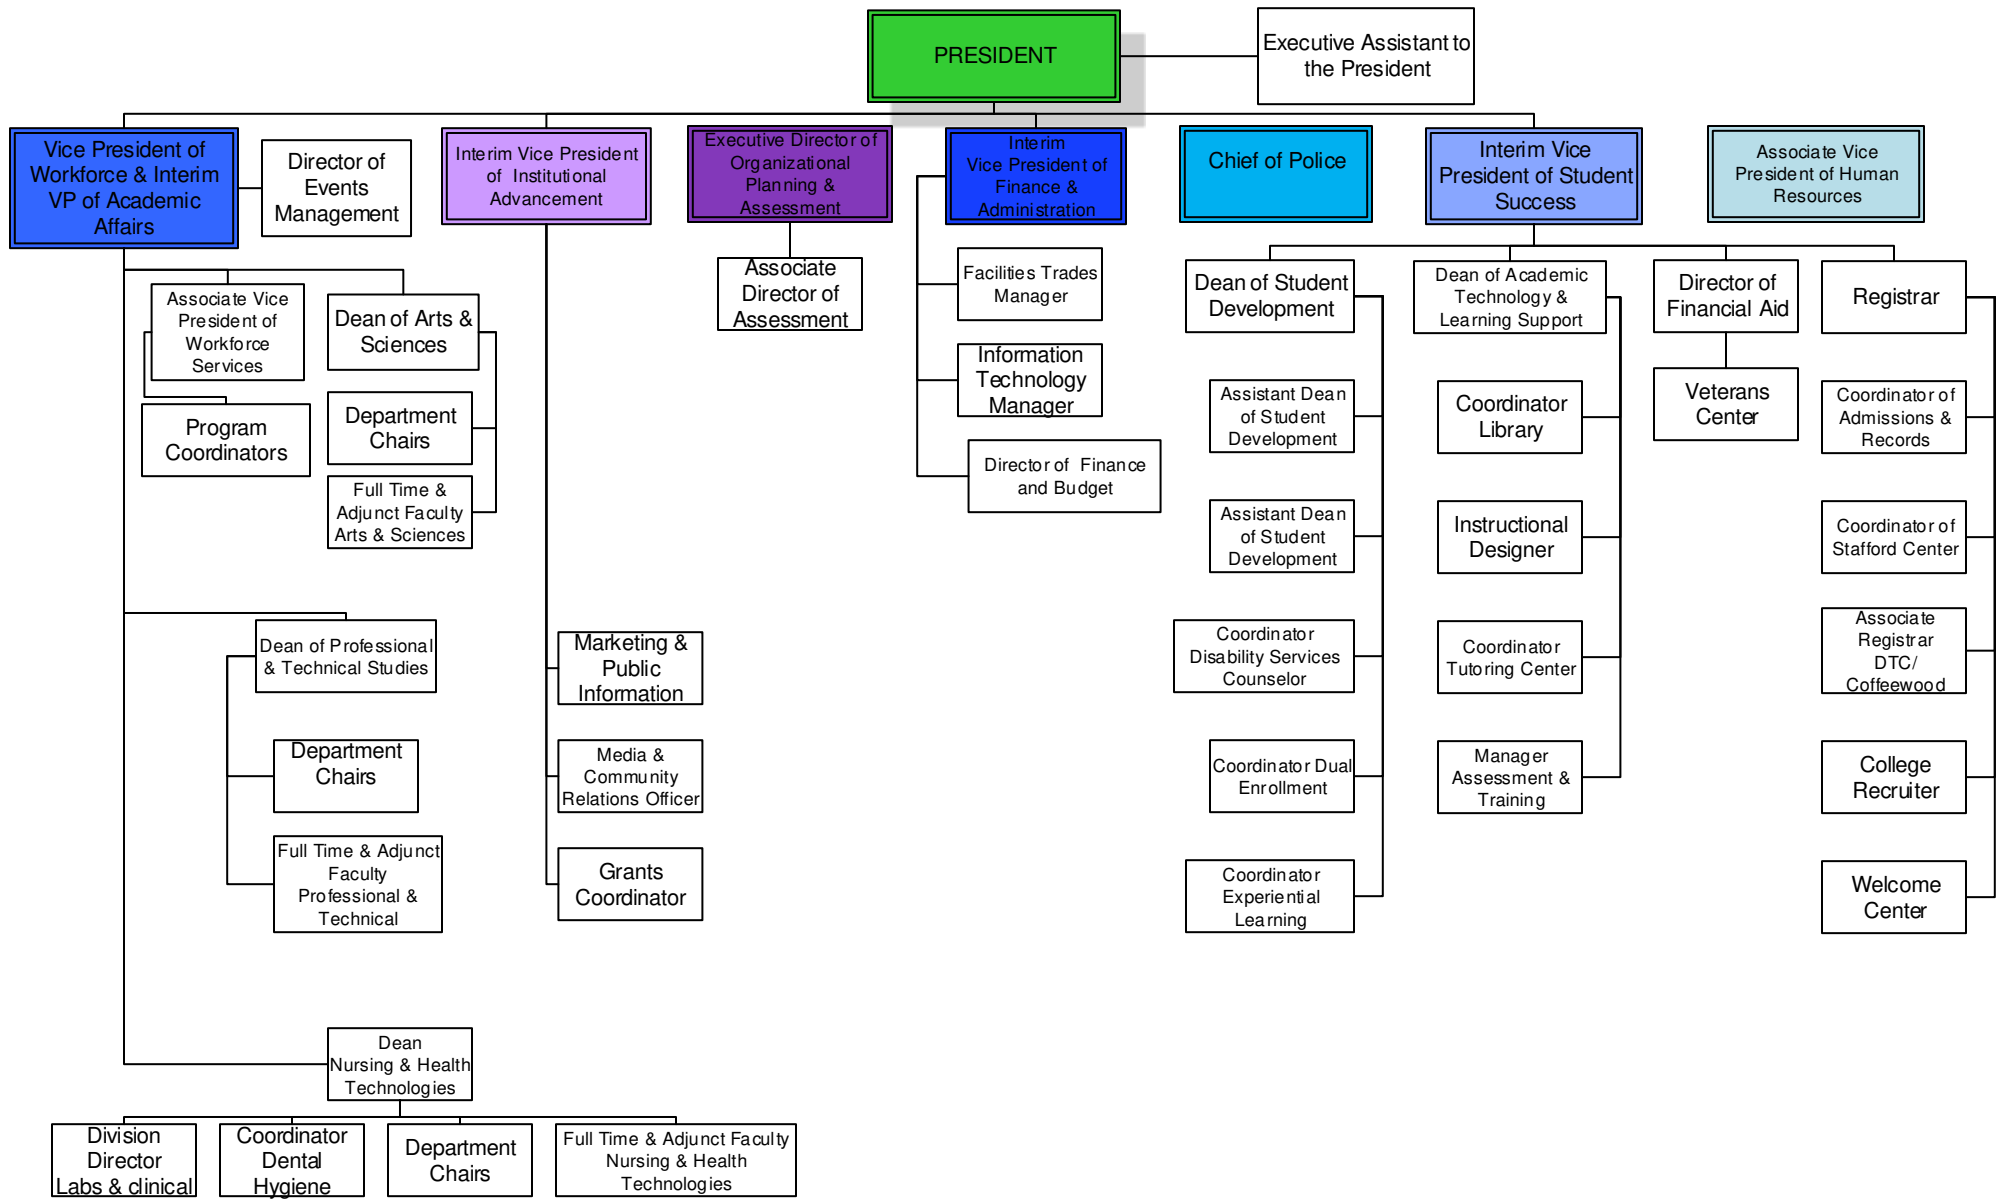 PRESIDENT
Executive Assistant to
the President
Vice President of
Workforce & Interim
VP of Academic
Affairs
Director of
Events
Management
Interim Vice President
of Institutional
Advancement
Executive Director of
Organizational
Planning &
Assessment
Interim
Vice President of
Finance &
Administration
Chief of Police
Interim Vice
President of Student
Success
Associate Vice
President of Human
Resources
Associate Vice
President of
Workforce
Services
Program
Coordinators
Dean of Arts &
Sciences
Department
Chairs
Full Time &
Adjunct Faculty
Arts & Sciences
Dean of Professional
& Technical Studies
Department
Chairs
Full Time & Adjunct
Faculty
Professional &
Technical
Dean
Nursing & Health
Technologies
Division
Director
Labs & clinical
Coordinator
Dental
Hygiene
Department
Chairs
Full Time & Adjunct Faculty
Nursing & Health
Technologies
Marketing &
Public
Information
Media &
Community
Relations Officer
Grants
Coordinator
Associate
Director of
Assessment
Facilities Trades
Manager
Information
Technology
Manager
Director of Finance
and Budget
Dean of Student
Development
Assistant Dean
of Student
Development
Assistant Dean
of Student
Development
Coordinator
Disability Services
Counselor
Coordinator Dual
Enrollment
Coordinator
Experiential
Learning
Dean of Academic
Technology &
Learning Support
Coordinator
Library
Instructional
Designer
Coordinator
Tutoring Center
Manager
Assessment &
Training
Director of
Financial Aid
Veterans
Center
Registrar
Coordinator of
Admissions &
Records
Coordinator of
Stafford Center
Associate
Registrar
DTC/
Coffeewood
College
Recruiter
Welcome
Center